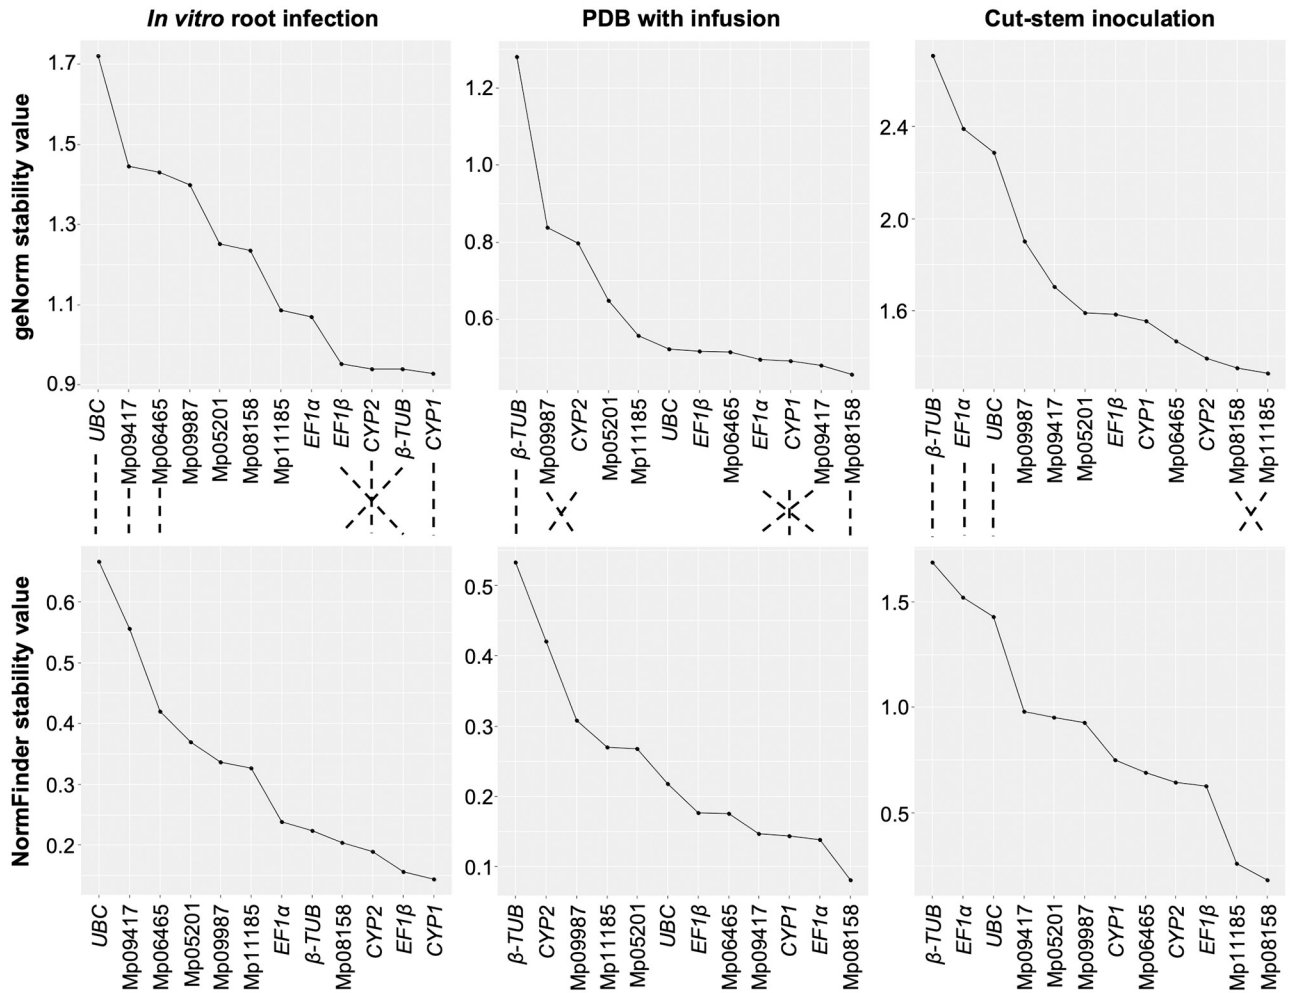 In vitro root infection
PDB with infusion
Cut-stem inoculation
geNorm stability value
1.7
1.5
1.3
1.1
0.9
UBC
Mp09417
Mp06465
Mp09987
Mp05201
Mp08158
Mp11185
EF1α
EF1β
CYP2
β-TUB
CYP1
1.2
1.0
0.8
0.6
β-TUB
Mp09987
CYP2
Mp05201
Mp11185
UBC
EF1β
Mp06465
EF1α
CYP1
Mp09417
Mp08158
2.4
2.0
1.6
β-TUB
EF1α
UBC
Mp09987
Mp09417
Mp05201
EF1β
CYP1
Mp06465
CYP2
Mp08158
Mp11185
NormFinder stability value
0.6
0.5
0.4
0.3
0.2
UBC
Mp09417
Mp06465
Mp05201
Mp09987
Mp11185
EF1α
β-TUB
Mp08158
CYP2
EF1β
CYP1
0.5
0.4
0.3
0.2
0.1
β-TUB
CYP2
Mp09987
Mp11185
Mp05201
UBC
EF1β
Mp06465
Mp09417
CYP1
EF1α
Mp08158
1.5
1.0
0.5
β-TUB
EF1α
UBC
Mp09417
Mp05201
Mp09987
CYP1
Mp06465
CYP2
EF1β
Mp11185
Mp08158